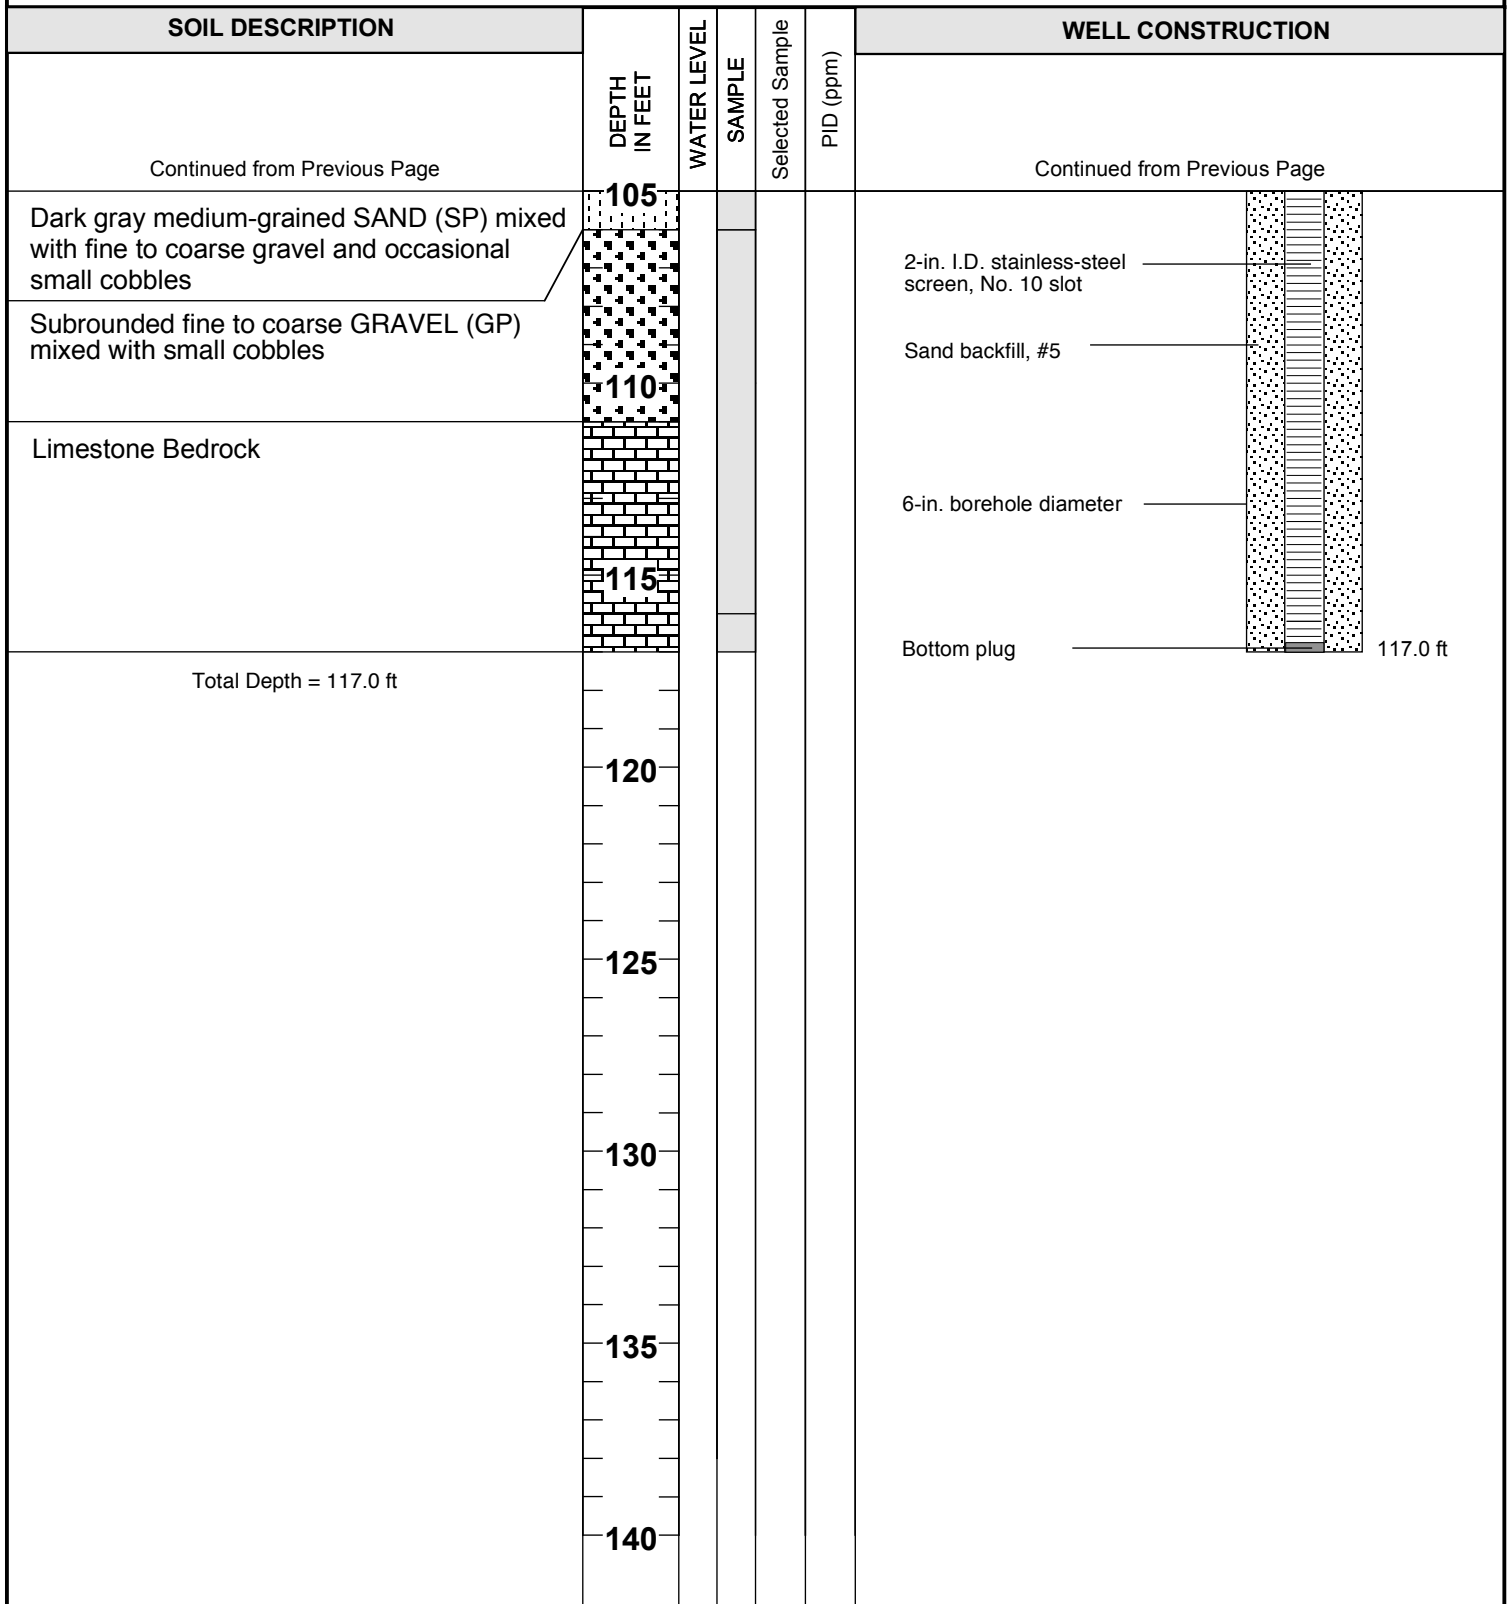 SOIL DESCRIPTION
DEPTH
IN FEET
WATER LEVEL
SAMPLE
Selected Sample
PID (ppm)
WELL CONSTRUCTION
Continued from Previous Page
Continued from Previous Page
Dark gray medium-grained SAND (SP) mixed
with fine to coarse gravel and occasional
small cobbles
Subrounded fine to coarse GRAVEL (GP)
mixed with small cobbles
Limestone Bedrock
Total Depth = 117.0 ft
105
110
115
120
125
130
135
140
2-in. I.D. stainless-steel
screen, No. 10 slot
Sand backfill, #5
6-in. borehole diameter
Bottom plug
117.0 ft